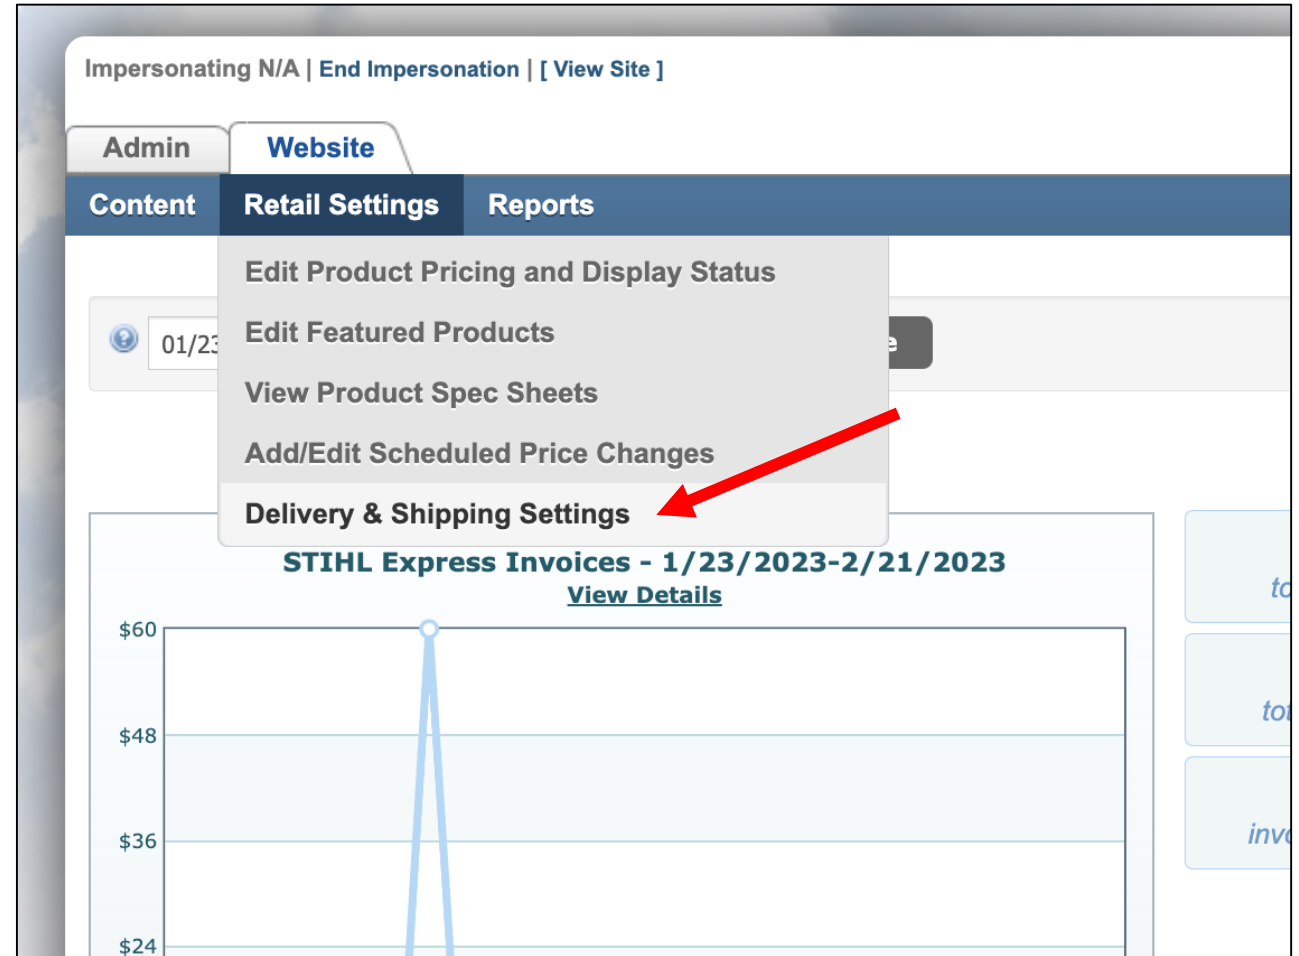 Impersonating N/A | End Impersonation | [ View Site ]
Admin
Website
Content
Retail Settings
Reports
Edit Product Pricing and Display Status
01/23
Edit Featured Products
View Product Spec Sheets
Add/Edit Scheduled Price Changes
Delivery & Shipping Settings
STIHL Express Invoices - 1/23/2023-2/21/2023
View Details
$60
$48
$36
$24